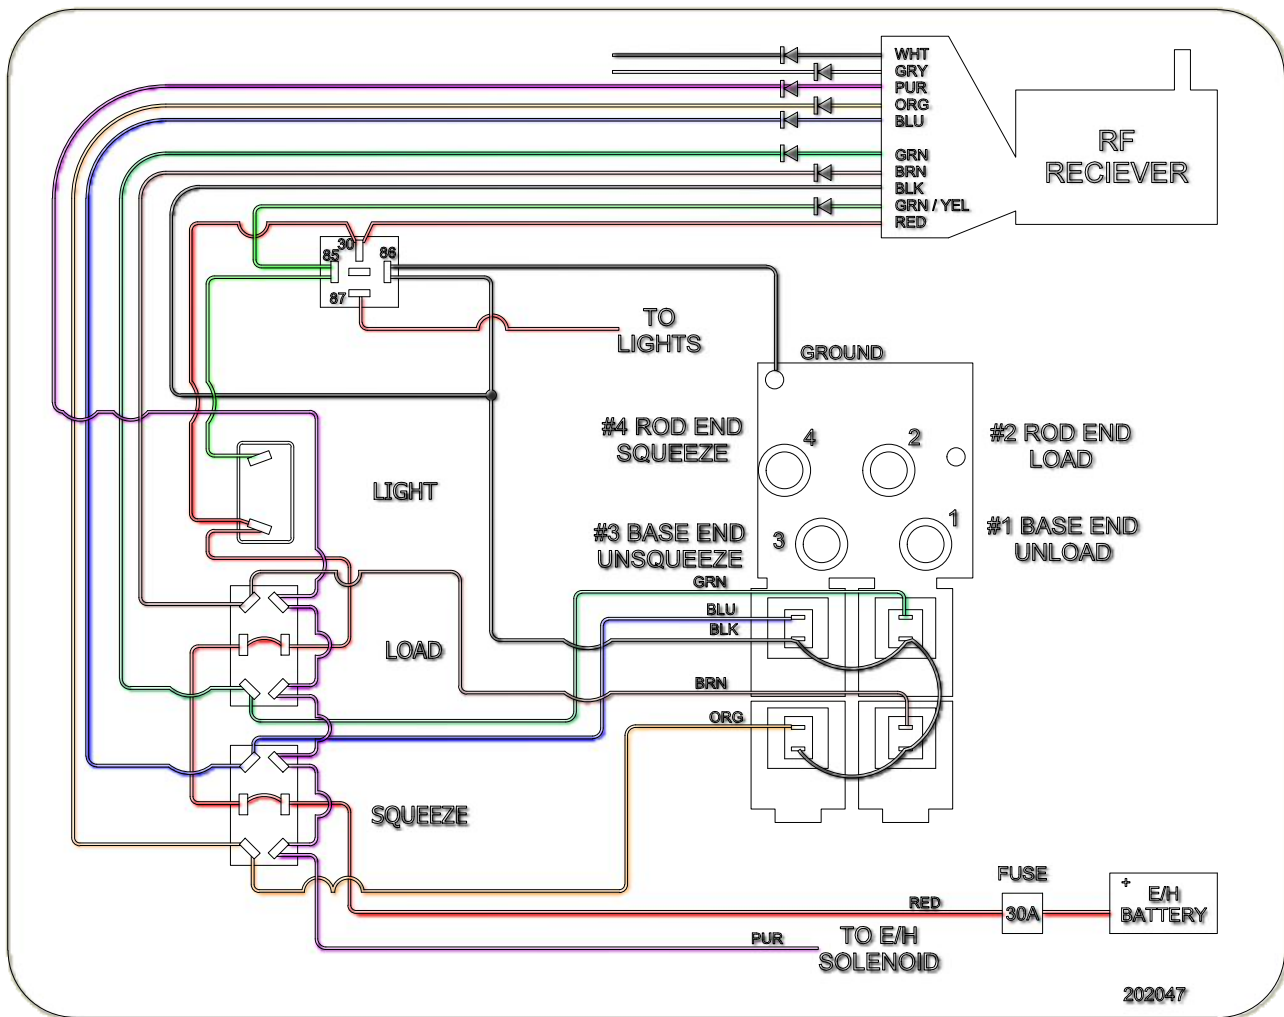 WHT
GRY
PUR
ORG
BLU
GRN
BRN
BLK
GRN / YEL
RED
RF
RECIEVER
30
85
86
87
TO
LIGHTS
GROUND
#4 ROD END
SQUEEZE
4
2
#2 ROD END
LOAD
LIGHT
#3 BASE END
UNSQUEEZE
3
1
#1 BASE END
UNLOAD
GRN
BLU
BLK
LOAD
BRN
ORG
SQUEEZE
FUSE
30A
+
E/H
BATTERY
RED
PUR
TO E/H
SOLENOID
202047